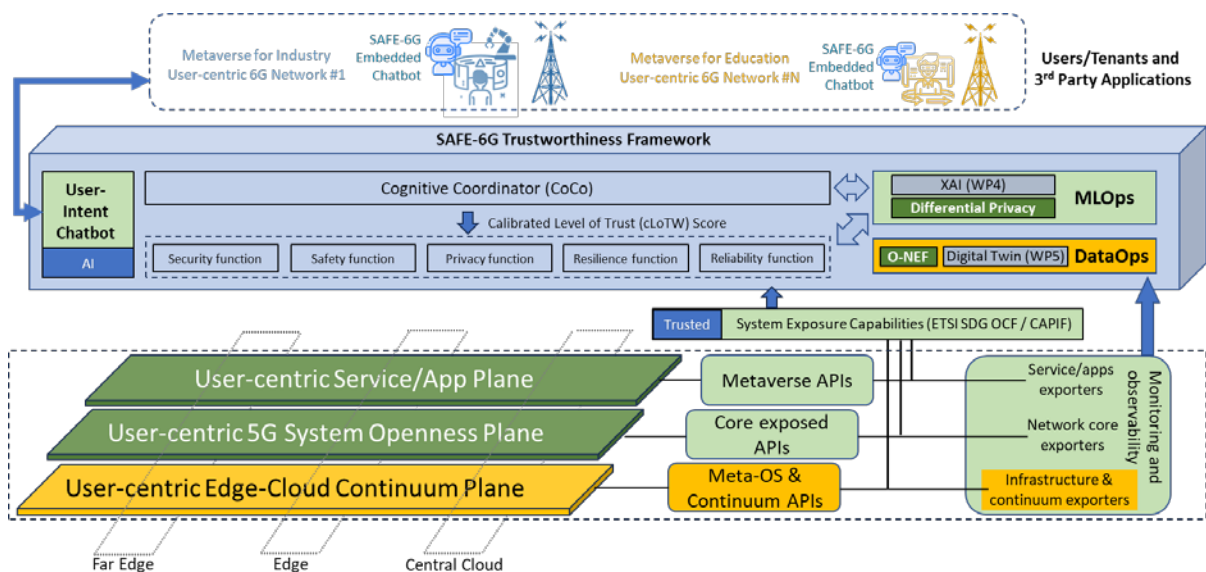 Metaverse for Industry
User-centric 6G Network #1
SAFE-6G
Embedded
Chatbot
Metaverse for Education
User-centric 6G Network #N
SAFE-6G
Embedded
Chatbot
Users/Tenants and
3rd Party Applications
SAFE-6G Trustworthiness Framework
User-
Intent
Chatbot
AI
Cognitive Coordinator (CoCo)
Calibrated Level of Trust (cLoTW) Score
Security function
Safety function
Privacy function
Resilience function
Reliability function
XAI (WP4)
Differential Privacy
MLOps
O-NEF
Digital Twin (WP5)
DataOps
Trusted
System Exposure Capabilities (ETSI SDG OCF / CAPIF)
User-centric Service/App Plane
Metaverse APIs
Service/apps
exporters
User-centric 5G System Openness Plane
Core exposed
APIs
Network core
exporters
User-centric Edge-Cloud Continuum Plane
Meta-OS &
Continuum APIs
Infrastructure &
continuum exporters
Monitoring and
observability
Far Edge
Edge
Central Cloud